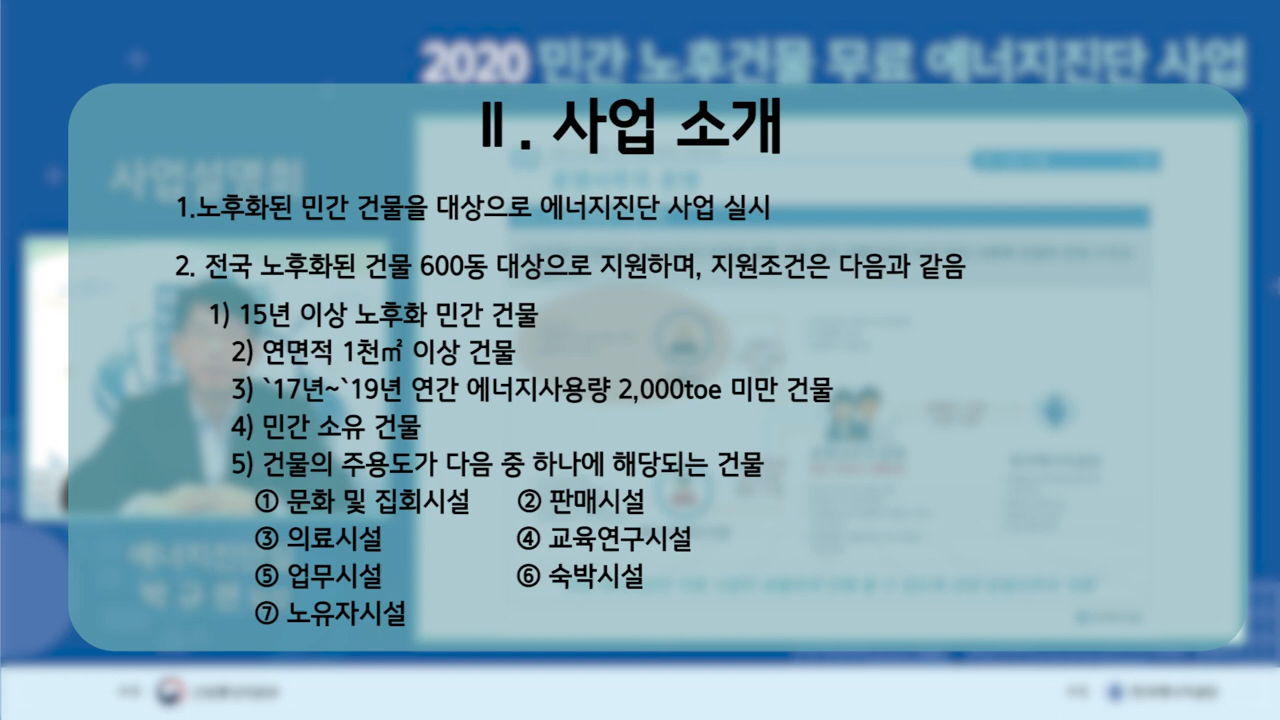 2020 민간 노후건물 무료 에너지진단 사업
Ⅱ. 사업 소개
사업설명회
1.노후화된 민간 건물을 대상으로 에너지진단 사업 실시
2. 전국 노후화된 건물 600동 대상으로 지원하며, 지원조건은 다음과 같음
1) 15년 이상 노후화 민간 건물
2) 연면적 1천㎡ 이상 건물
3) `17년~`19년 연간 에너지사용량 2,000toe 미만 건물
4) 민간 소유 건물
5) 건물의 주용도가 다음 중 하나에 해당되는 건물
① 문화 및 집회시설 ② 판매시설
③ 의료시설 ④ 교육연구시설
⑤ 업무시설 ⑥ 숙박시설
⑦ 노유자시설